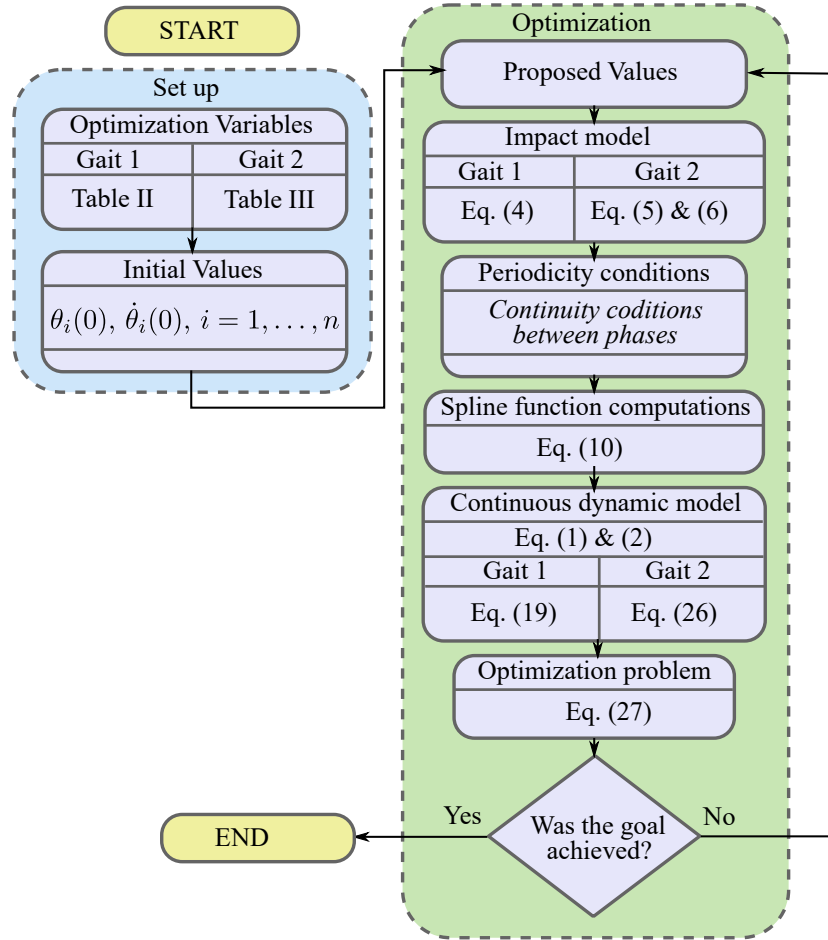 START
Set up
Optimization Variables
Gait 1 Gait 2
Table II Table III
Initial Values
θ_i(0), θ̇_i(0), i = 1, . . . , n
Optimization
Proposed Values
Impact model
Gait 1 Gait 2
Eq. (4) Eq. (5) & (6)
Periodicity conditions
Continuity coditions
between phases
Spline function computations
Eq. (10)
Continuous dynamic model
Eq. (1) & (2)
Gait 1 Gait 2
Eq. (19) Eq. (26)
Optimization problem
Eq. (27)
Was the goal
achieved?
Yes
No
END